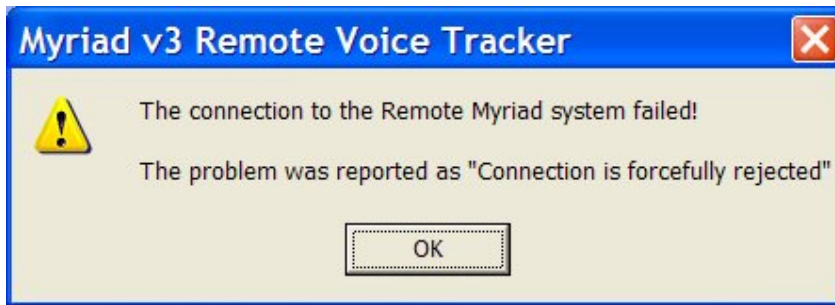 Myriad v3 Remote Voice Tracker
The connection to the Remote Myriad system failed!
The problem was reported as "Connection is forcefully rejected"
OK